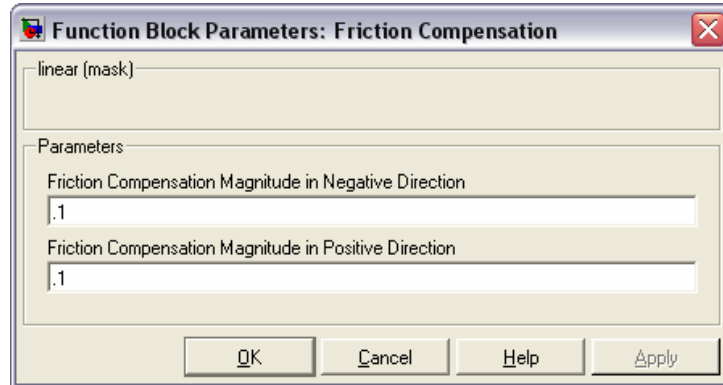 Function Block Parameters: Friction Compensation
linear (mask)
Parameters
Friction Compensation Magnitude in Negative Direction
.1
Friction Compensation Magnitude in Positive Direction
.1
OK Cancel Help Apply